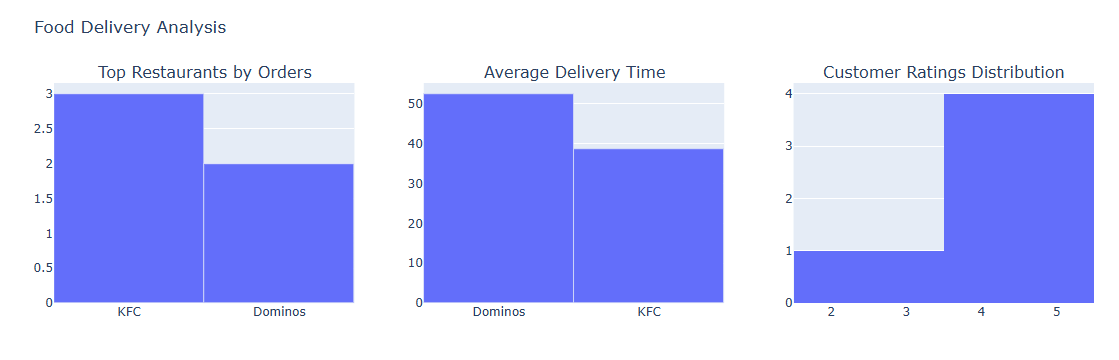 Food Delivery Analysis
Top Restaurants by Orders
3
2.5
2
1.5
1
0.5
0
KFC Dominos
Average Delivery Time
50
40
30
20
10
0
Dominos KFC
Customer Ratings Distribution
4
3
2
1
0
2 3 4 5